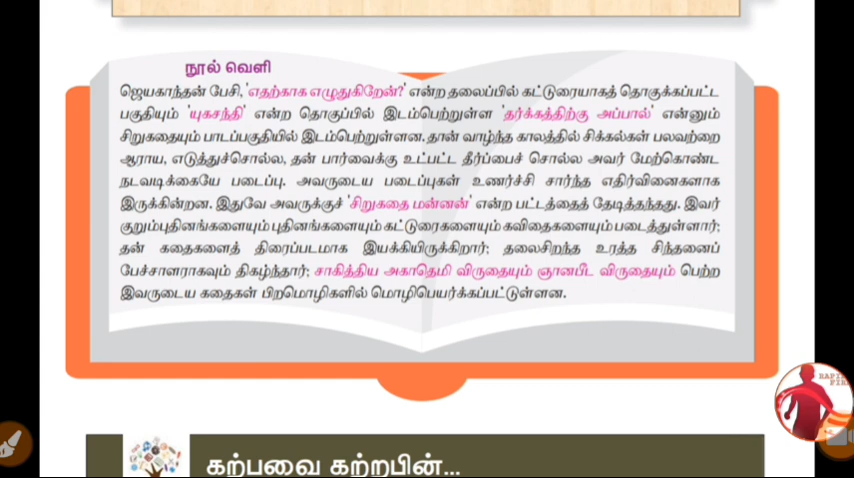 நூல் வெளி
ஜெயகாந்தன் பேசி, 'எதற்காக எழுதுகிறேன்?' என்ற தலைப்பில் கட்டுரையாகத் தொகுக்கப்பட்ட
பகுதியும் 'யுகசந்தி' என்ற தொகுப்பில் இடம்பெற்றுள்ள 'தர்க்கத்திற்கு அப்பால்' என்னும்
சிறுகதையும் பாடப்பகுதியில் இடம்பெற்றுள்ளன. தான் வாழ்ந்த காலத்தில் சிக்கல்கள் பலவற்றை
ஆராய, எடுத்துச்சொல்ல, தன் பார்வைக்கு உட்பட்ட தீர்ப்பைச் சொல்ல அவர் மேற்கொண்ட
நடவடிக்கையே படைப்பு. அவருடைய படைப்புகள் உணர்ச்சி சார்ந்த எதிர்வினைகளாக
இருக்கின்றன. இதுவே அவருக்குச் 'சிறுகதை மன்னன்' என்ற பட்டத்தைத் தேடித்தந்தது. இவர்
குறும்புதினங்களையும் புதினங்களையும் கட்டுரைகளையும் கவிதைகளையும் படைத்துள்ளார்;
தன் கதைகளைத் திரைப்படமாக இயக்கியிருக்கிறார்; தலைசிறந்த உரத்த சிந்தனைப்
பேச்சாளராகவும் திகழ்ந்தார்; சாகித்திய அகாதெமி விருதையும் ஞானபீட விருதையும் பெற்ற
இவருடைய கதைகள் பிறமொழிகளில் மொழிபெயர்க்கப்பட்டுள்ளன.
கற்பவை கற்றபின்...